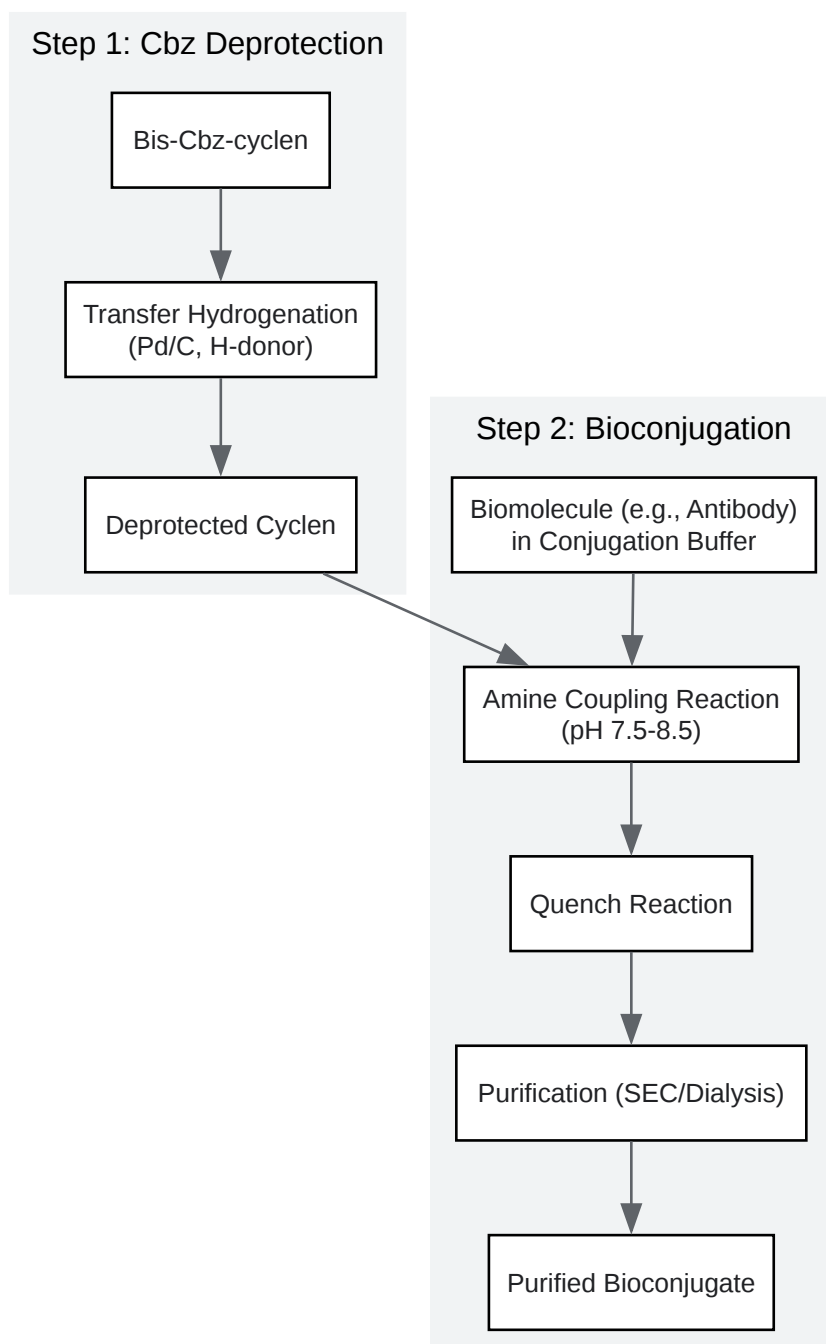 Step 1: Cbz Deprotection
Bis-Cbz-cyclen
Transfer Hydrogenation
(Pd/C, H-donor)
Deprotected Cyclen
Step 2: Bioconjugation
Biomolecule (e.g., Antibody)
in Conjugation Buffer
Amine Coupling Reaction
(pH 7.5-8.5)
Quench Reaction
Purification (SEC/Dialysis)
Purified Bioconjugate